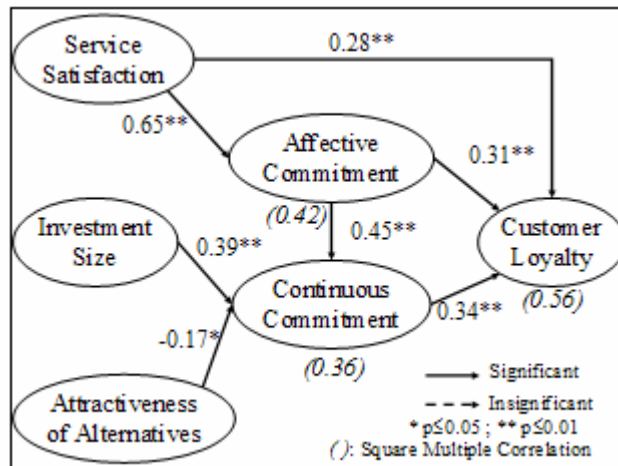 Service
Satisfaction
0.28**
0.65**
Affective
Commitment
0.31**
(0.42)
Investment
Size
0.39**
0.45**
Customer
Loyalty
(0.56)
Continuous
Commitment
0.34**
-0.17*
(0.36)
Attractiveness
of Alternatives
Significant
Insignificant
* p≤0.05 ; ** p≤0.01
( ): Square Multiple Correlation